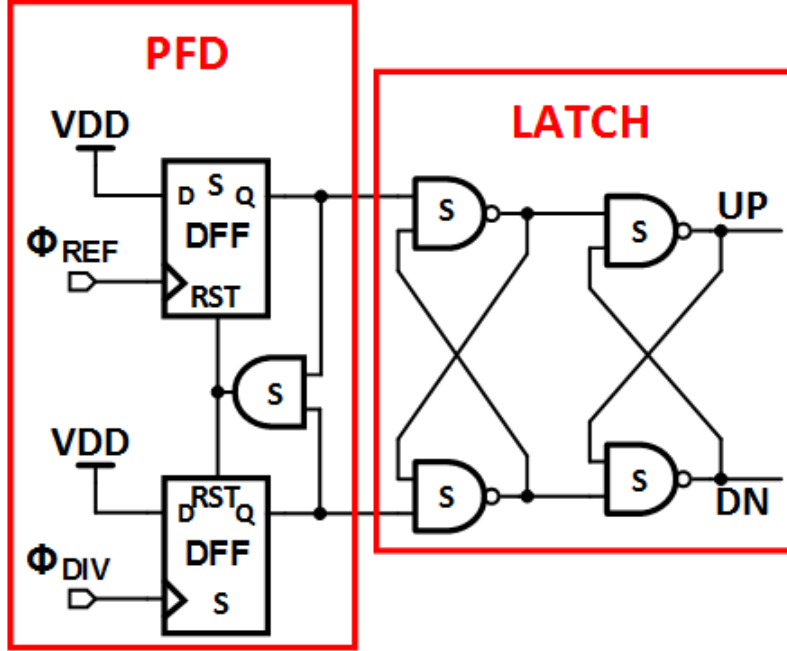 PFD
LATCH
VDD
D S Q
DFF
ΦREF
RST
S
S
UP
S
S
VDD
D RST Q
DFF
ΦDIV
S
S
S
DN